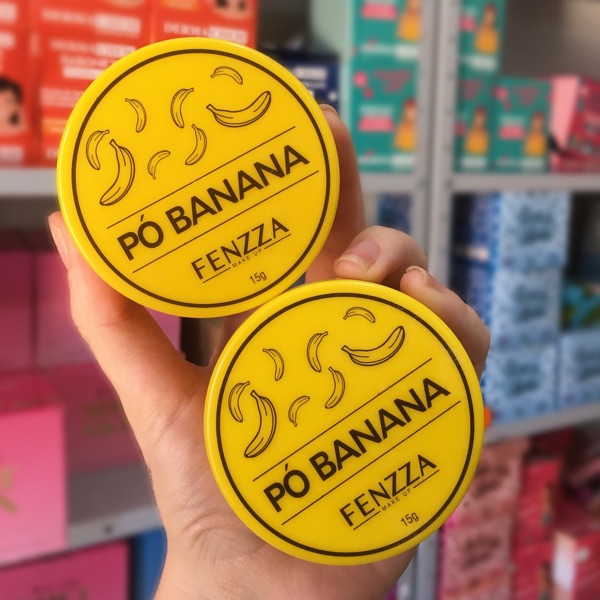 PÓ BANANA
FENZZA
MAKE UP
15g
PÓ BANANA
FENZZA
MAKE UP
15g